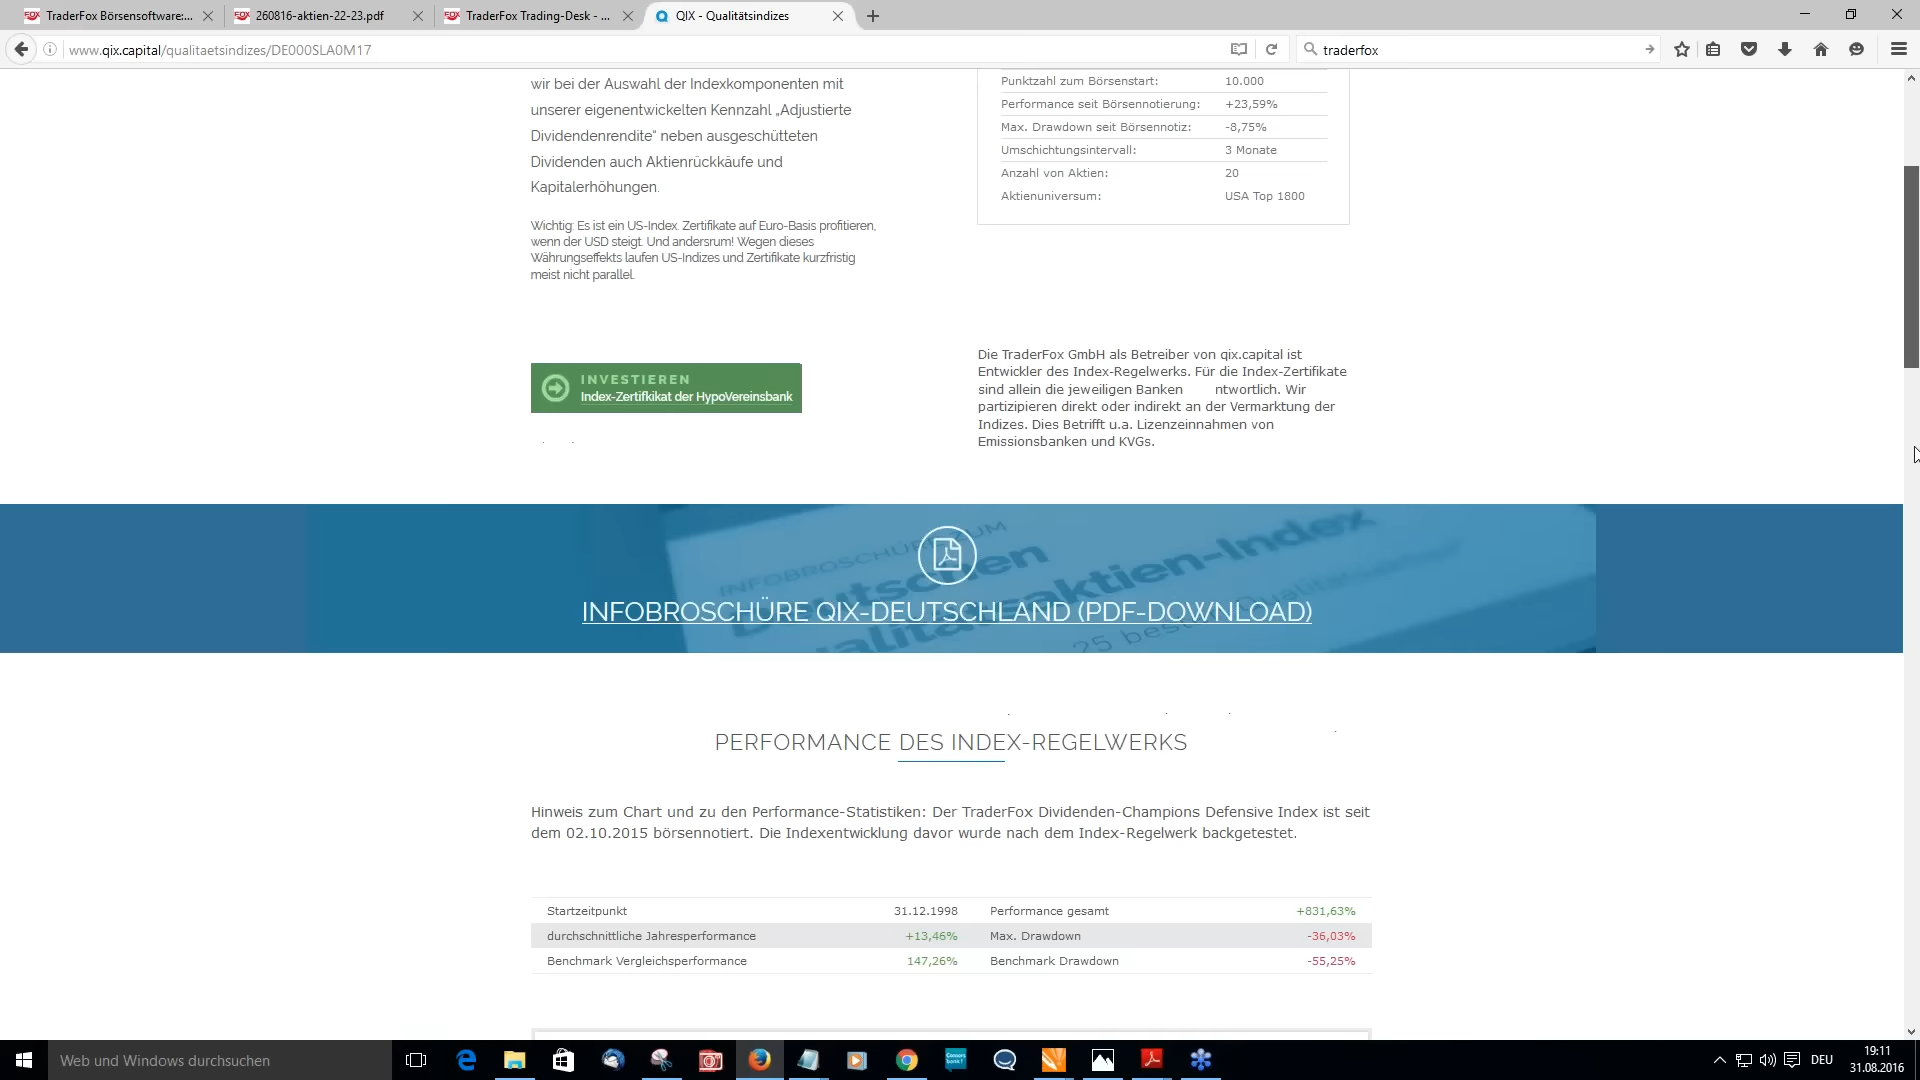 TraderFox Börsensoftware:...
260816-aktien-22-23.pdf
TraderFox Trading-Desk - ...
QIX - Qualitätsindizes
www.qix.capital/qualitaetsindizes/DE000SLA0M17
traderfox
wir bei der Auswahl der Indexkomponenten mit
unserer eigenentwickelten Kennzahl „Adjustierte
Dividendenrendite“ neben ausgeschütteten
Dividenden auch Aktienrückkäufe und
Kapitalerhöhungen.
Wichtig: Es ist ein US-Index. Zertifikate auf Euro-Basis profitieren,
wenn der USD steigt. Und andersrum! Wegen dieses
Währungseffekts laufen US-Indizes und Zertifikate kurzfristig
meist nicht parallel.
INVESTIEREN
Index-Zertifkikat der HypoVereinsbank
Punktzahl zum Börsenstart: 10.000
Performance seit Börsennotierung: +23,59%
Max. Drawdown seit Börsennotiz: -8,75%
Umschichtungsintervall: 3 Monate
Anzahl von Aktien: 20
Aktienuniversum: USA Top 1800
Die TraderFox GmbH als Betreiber von qix.capital ist
Entwickler des Index-Regelwerks. Für die Index-Zertifikate
sind allein die jeweiligen Banken ntwortlich. Wir
partizipieren direkt oder indirekt an der Vermarktung der
Indizes. Dies Betrifft u.a. Lizenzeinnahmen von
Emissionsbanken und KVGs.
INFOBROSCHÜRE ZUM
Deutschen
Qualitätsaktien-Index
25 bes
INFOBROSCHÜRE QIX-DEUTSCHLAND (PDF-DOWNLOAD)
PERFORMANCE DES INDEX-REGELWERKS
Hinweis zum Chart und zu den Performance-Statistiken: Der TraderFox Dividenden-Champions Defensive Index ist seit
dem 02.10.2015 börsennotiert. Die Indexentwicklung davor wurde nach dem Index-Regelwerk backgetestet.
Startzeitpunkt 31.12.1998 Performance gesamt +831,63%
durchschnittliche Jahresperformance +13,46% Max. Drawdown -36,03%
Benchmark Vergleichsperformance 147,26% Benchmark Drawdown -55,25%
Web und Windows durchsuchen
DEU
19:11
31.08.2016